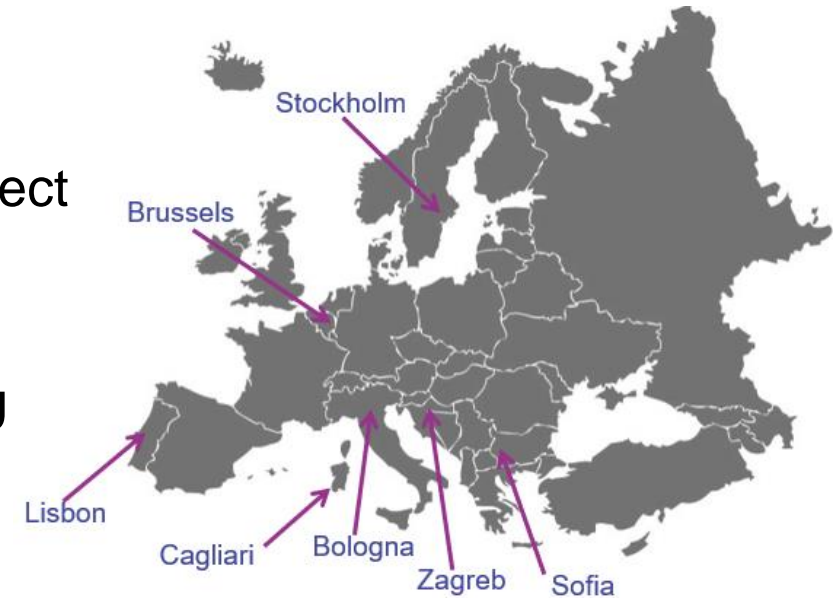 Stockholm
ect
Brussels
g
Lisbon
Cagliari
Bologna
Zagreb
Sofia